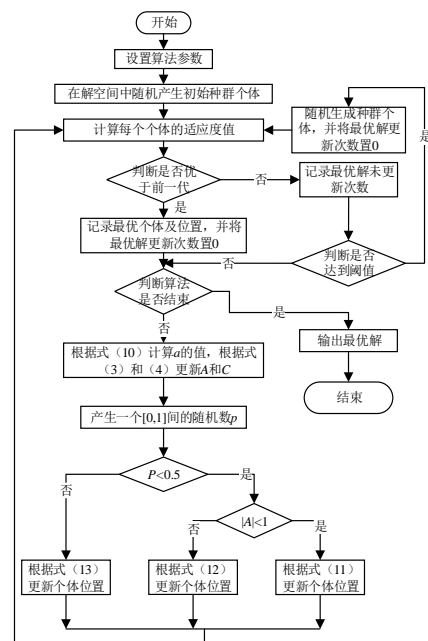 开始
设置算法参数
在解空间中随机产生初始种群个体
计算每个个体的适应度值
随机生成种群个
体，并将最优解更
新次数置0
是
判断是否优
于前一代
否
记录最优解未更
新次数
是
记录最优个体及位置，并将
最优解更新次数置0
判断是否
达到阈值
否
判断算法
是否结束
是
否
输出最优解
结束
根据式（10）计算a的值，根据式
（3）和（4）更新A和C
产生一个[0,1]间的随机数p
P<0.5
否
是
|A|<1
否
是
根据式（13）
更新个体位置
根据式（12）
更新个体位置
根据式（11）
更新个体位置